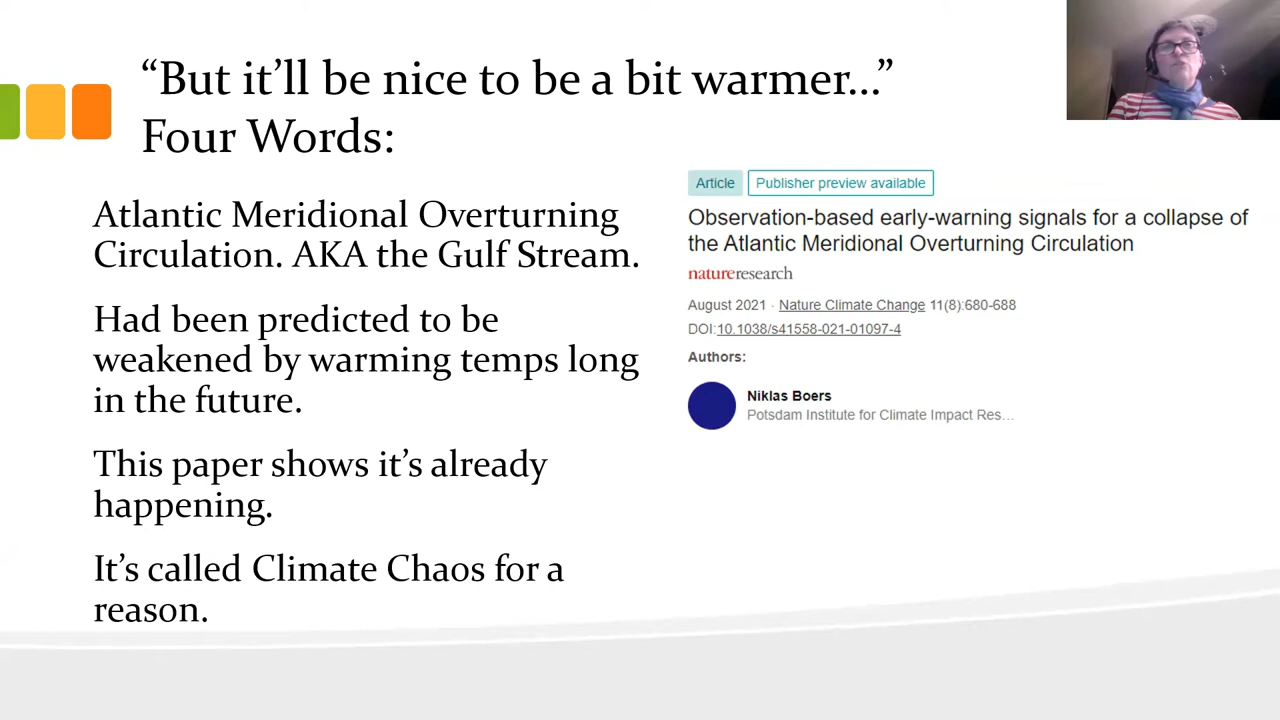 “But it’ll be nice to be a bit warmer…”
Four Words:
Atlantic Meridional Overturning
Circulation. AKA the Gulf Stream.
Had been predicted to be
weakened by warming temps long
in the future.
This paper shows it’s already
happening.
It’s called Climate Chaos for a
reason.
Article Publisher preview available
Observation-based early-warning signals for a collapse of
the Atlantic Meridional Overturning Circulation
natureresearch
August 2021 · Nature Climate Change 11(8):680-688
DOI:10.1038/s41558-021-01097-4
Authors:
Niklas Boers
Potsdam Institute for Climate Impact Res…